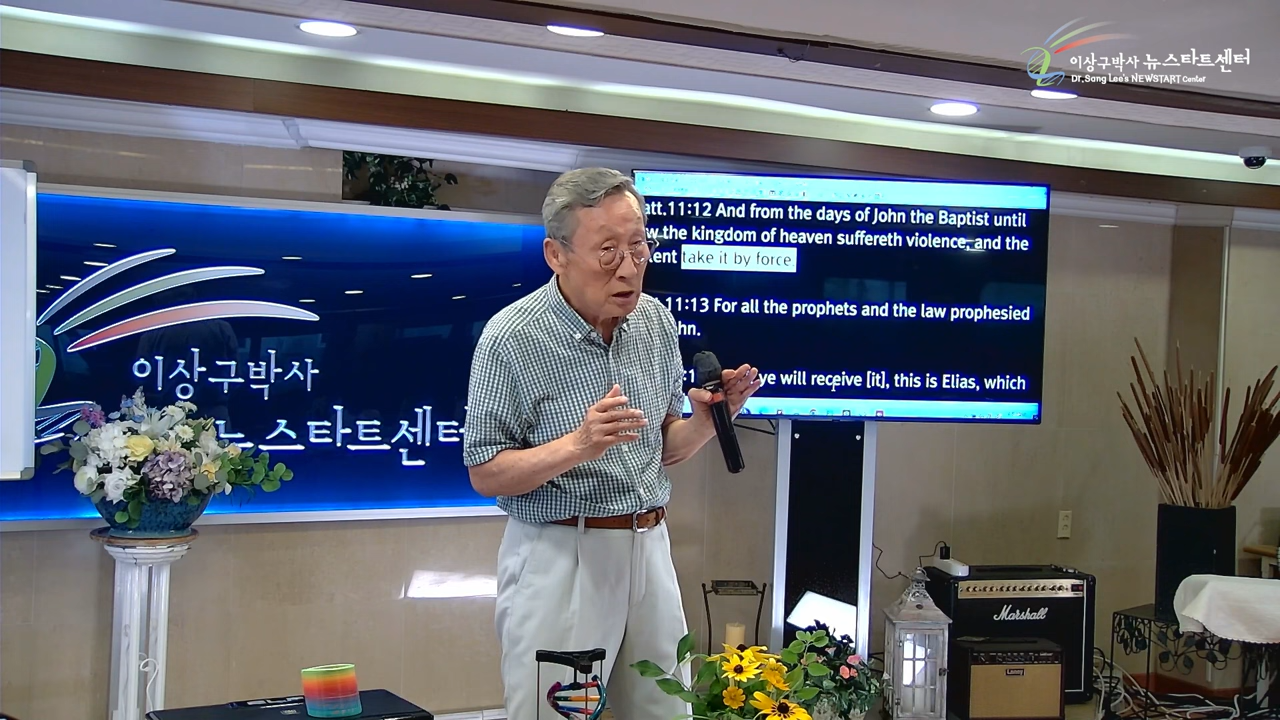 이상구박사 뉴스타트센터
Dr.Sang Lee's NEWSTART Center
att.11:12 And from the days of John the Baptist until
w the kingdom of heaven suffereth violence, and the
lent take it by force.
.11:13 For all the prophets and the law prophesied
hn.
ye will receive [it], this is Elias, which
이상구박사
뉴스타트센터
Marshall
Laney